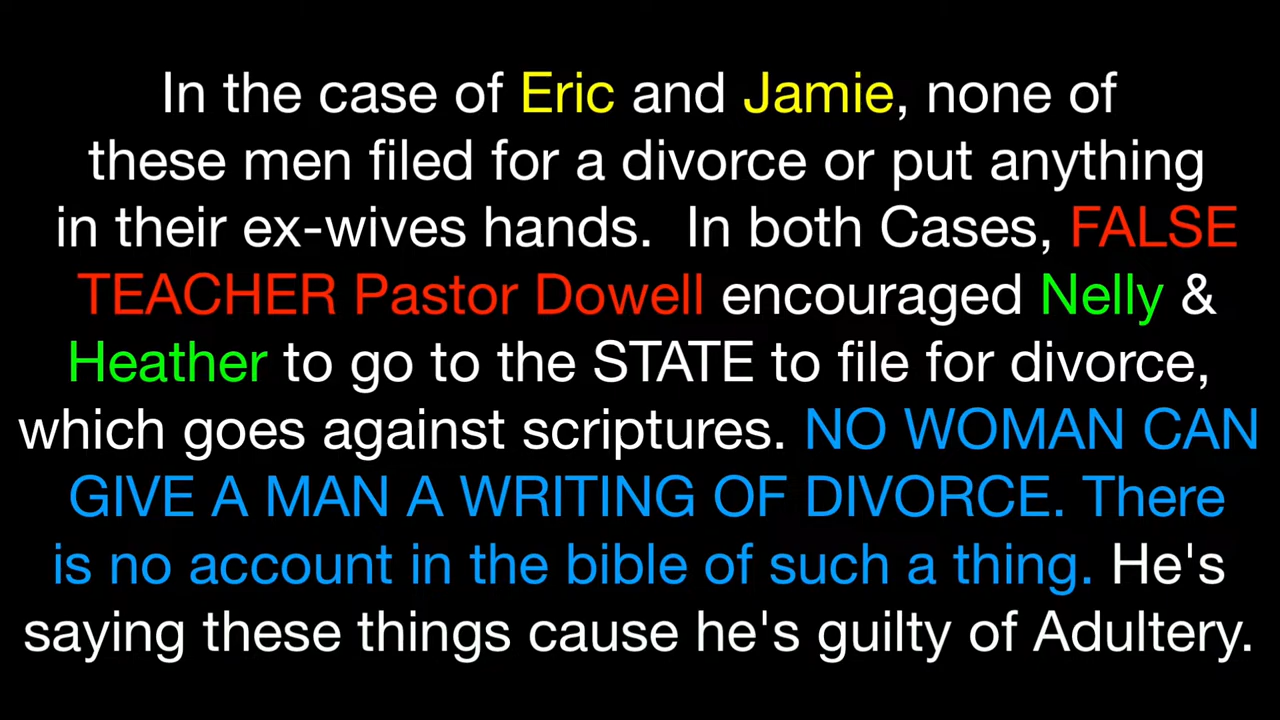 In the case of Eric and Jamie, none of
these men filed for a divorce or put anything
in their ex-wives hands.  In both Cases, FALSE
TEACHER Pastor Dowell encouraged Nelly &
Heather to go to the STATE to file for divorce,
which goes against scriptures. NO WOMAN CAN
GIVE A MAN A WRITING OF DIVORCE. There
is no account in the bible of such a thing. He's
saying these things cause he's guilty of Adultery.